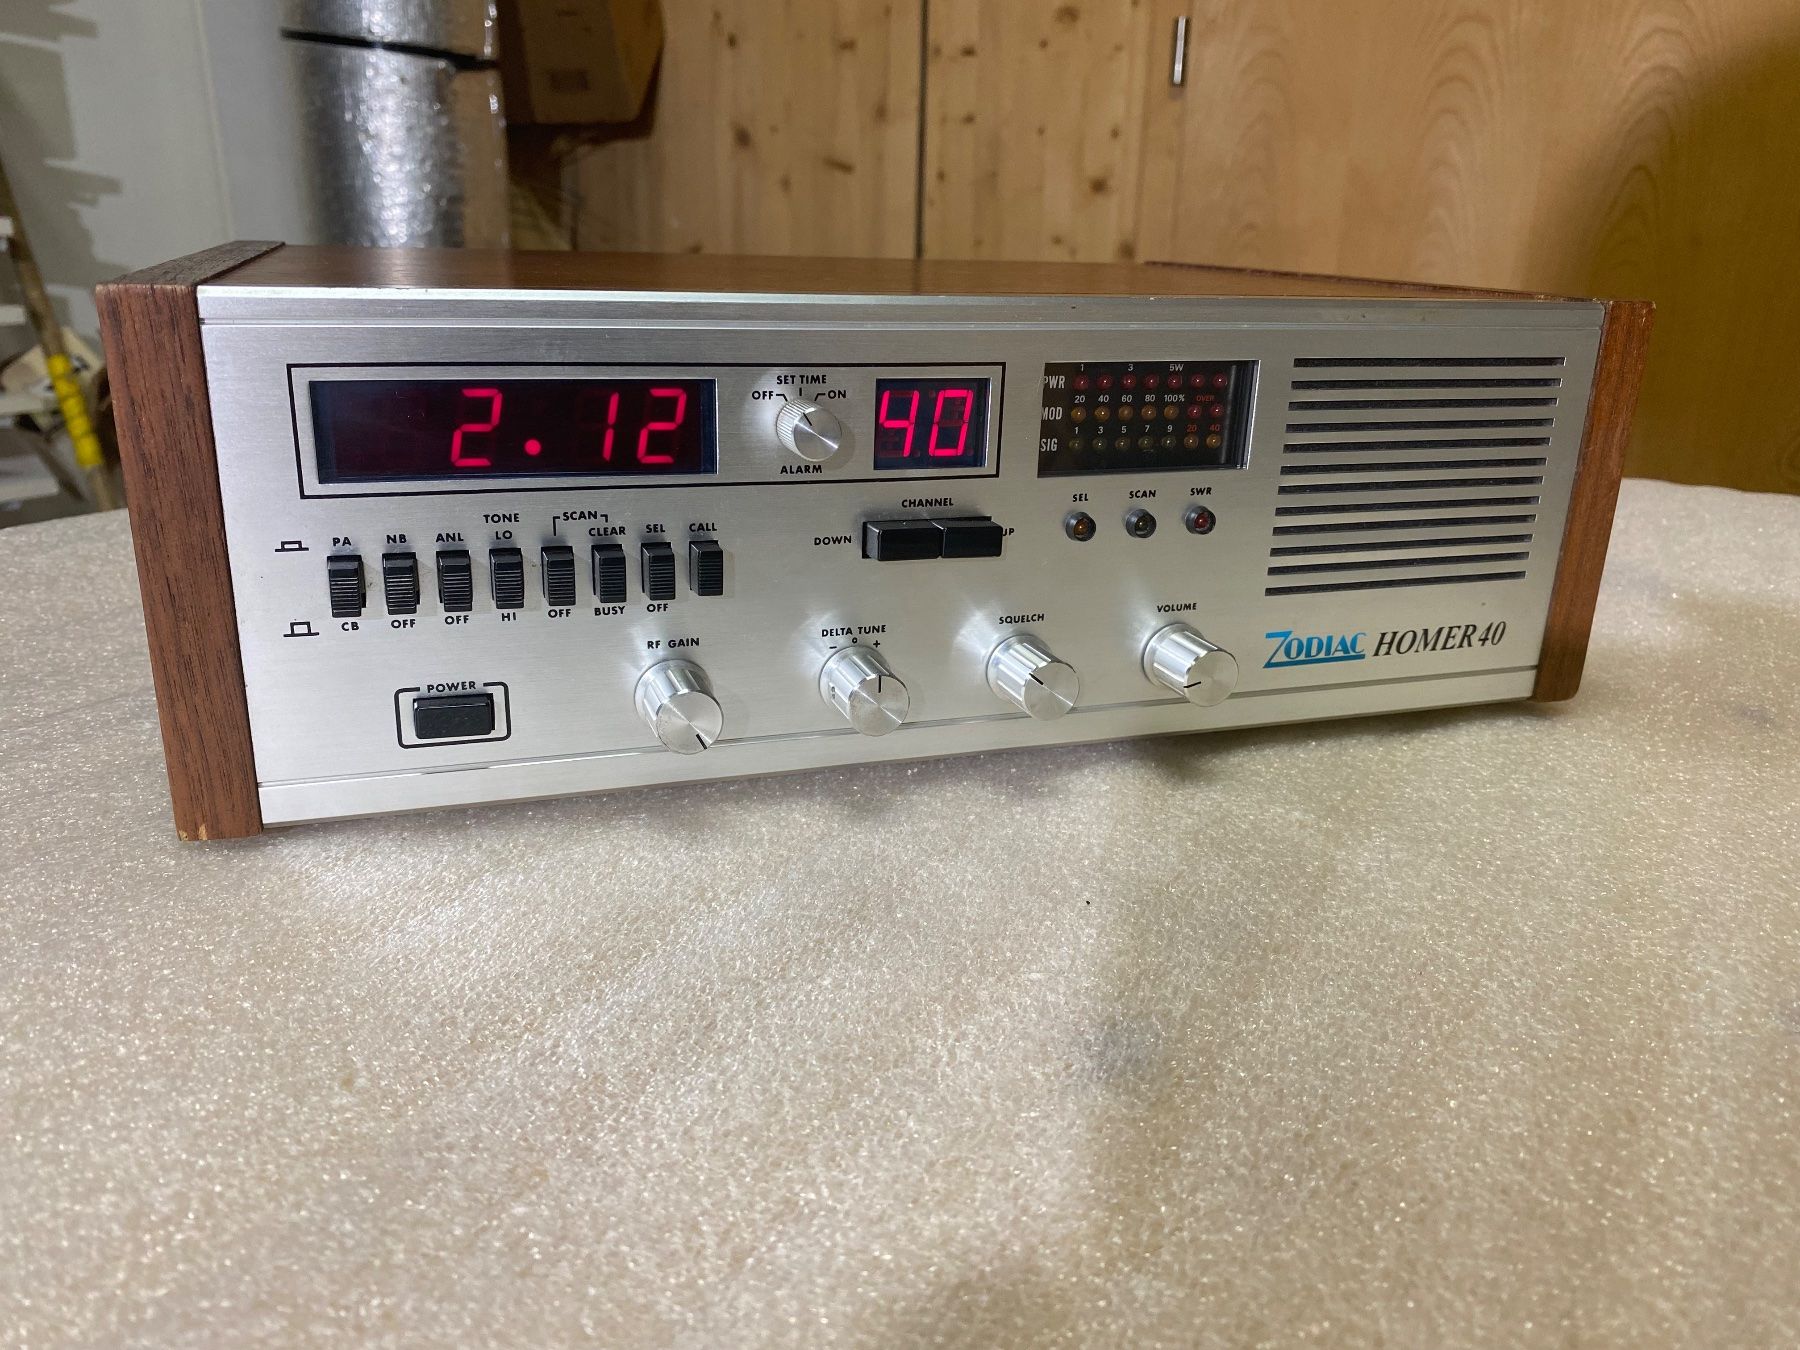 SET TIME
OFF ON
ALARM
2.12
40
1 3 5W
PWR
20 40 60 80 100% OVER
MOD
1 3 5 7 9 20 40
SIG
CHANNEL
DOWN UP
SEL SCAN SWR
PA NB ANL TONE LO SCAN CLEAR SEL CALL
CB OFF OFF HI OFF BUSY OFF
POWER
RF GAIN
DELTA TUNE
- 0 +
SQUELCH
VOLUME
ZODIAC HOMER 40